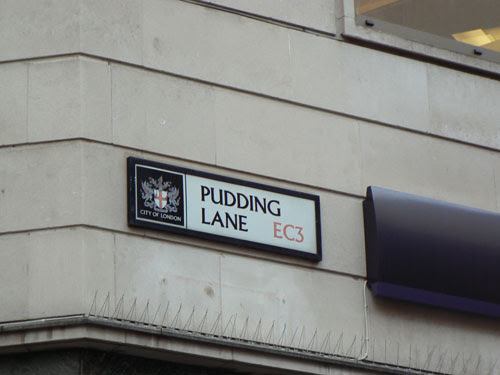 PUDDING
LANE EC3
CITY OF LONDON